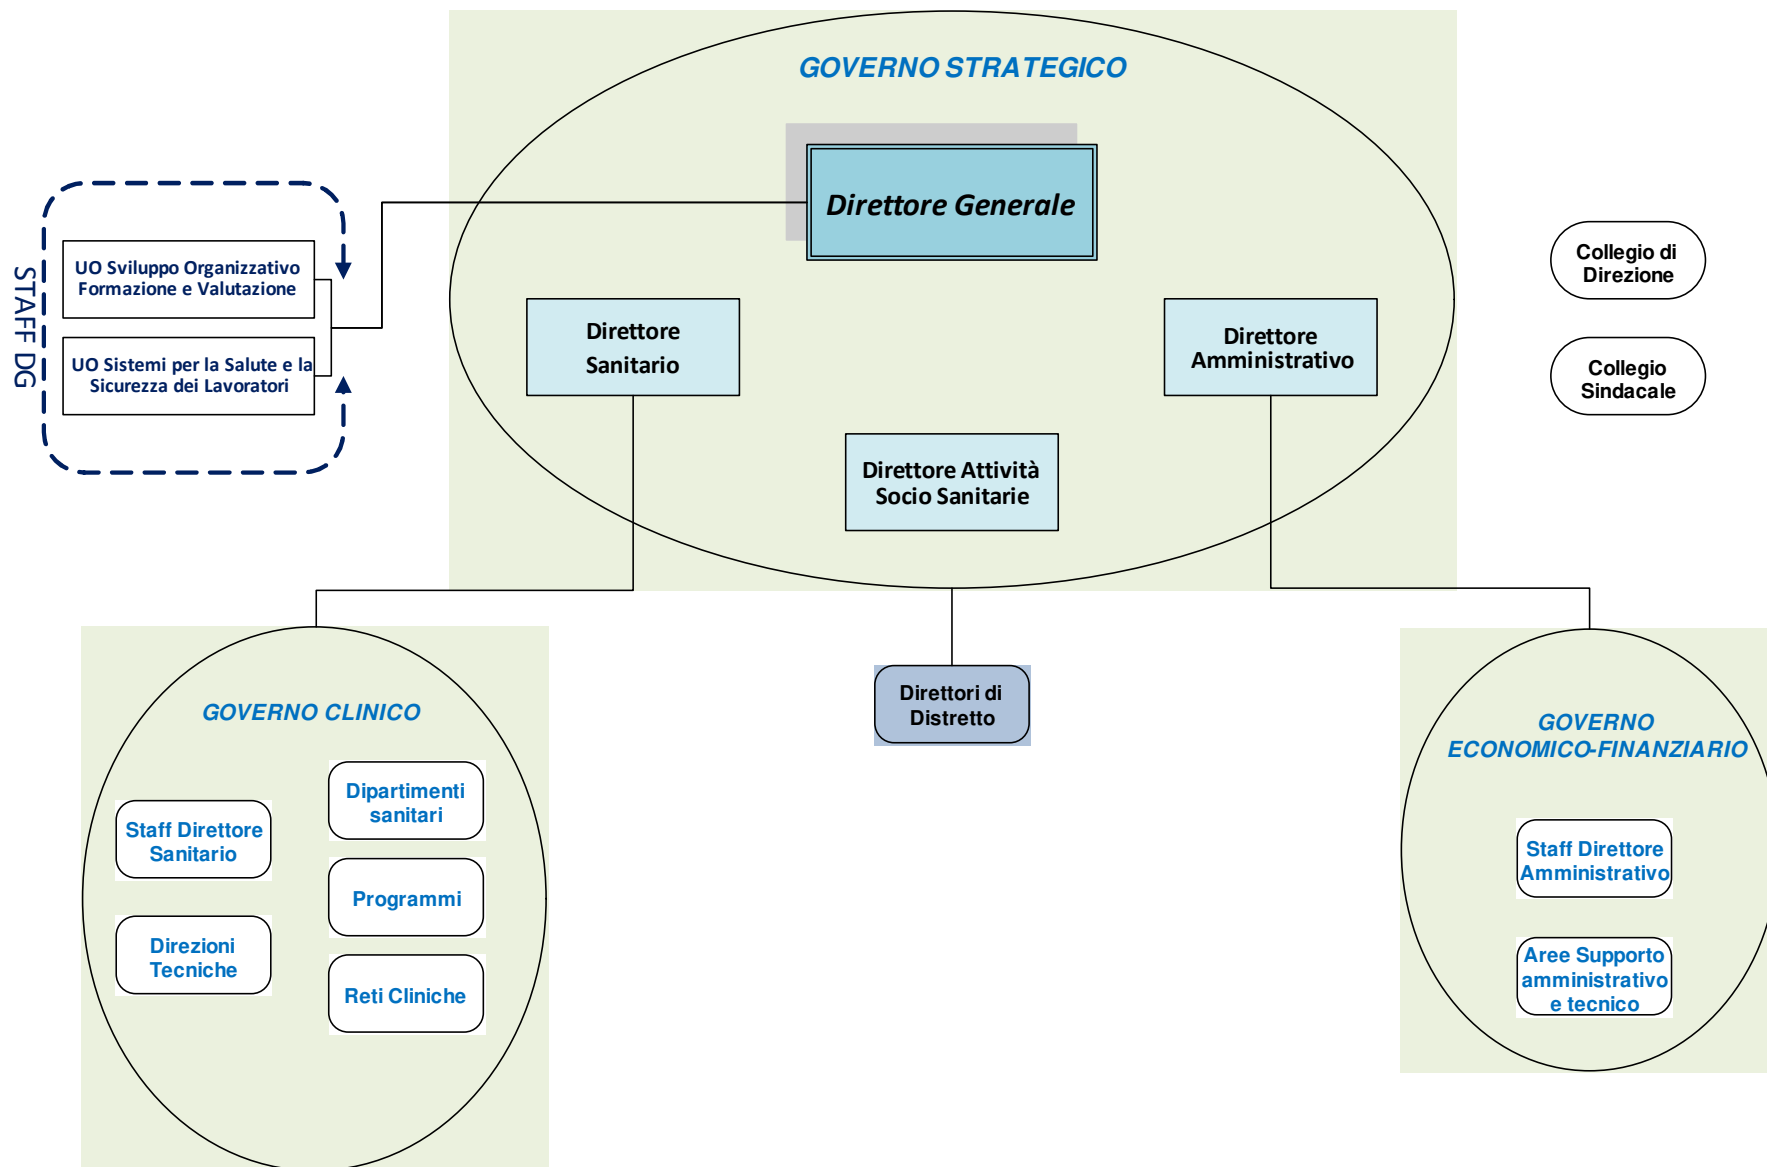 GOVERNO STRATEGICO
Direttore Generale
STAFF DG
UO Sviluppo Organizzativo
Formazione e Valutazione
UO Sistemi per la Salute e la
Sicurezza dei Lavoratori
Direttore
Sanitario
Direttore
Amministrativo
Direttore Attività
Socio Sanitarie
Collegio di
Direzione
Collegio
Sindacale
Direttori di
Distretto
GOVERNO CLINICO
Staff Direttore
Sanitario
Direzioni
Tecniche
Dipartimenti
sanitari
Programmi
Reti Cliniche
GOVERNO
ECONOMICO-FINANZIARIO
Staff Direttore
Amministrativo
Aree Supporto
amministrativo
e tecnico